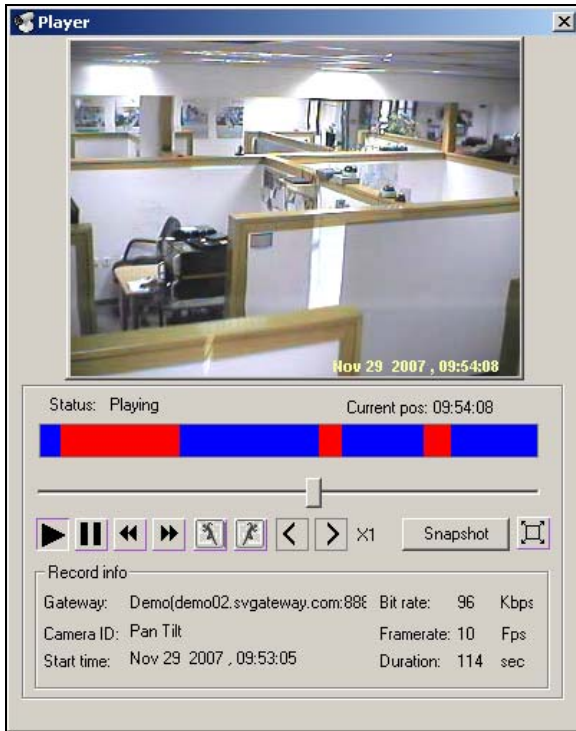 Player
Nov 29 2007 , 09:54:08
Status: Playing Current pos: 09:54:08
X1 Snapshot
Record info
Gateway: Demo(demo02.svgateway.com:888 Bit rate: 96 Kbps
Camera ID: Pan Tilt Framerate: 10 Fps
Start time: Nov 29 2007 , 09:53:05 Duration: 114 sec